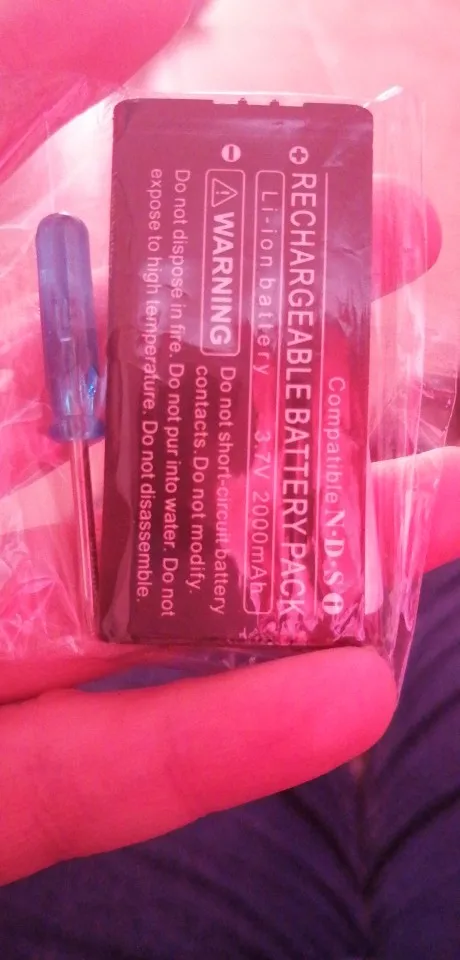 Compatible N·D·S i
RECHARGEABLE BATTERY PACK
Li-ion battery 3.7V 2000mAh
WARNING Do not short-circuit battery
contacts. Do not modify.
Do not dispose in fire. Do not pur into water. Do not
expose to high temperature. Do not disassemble.